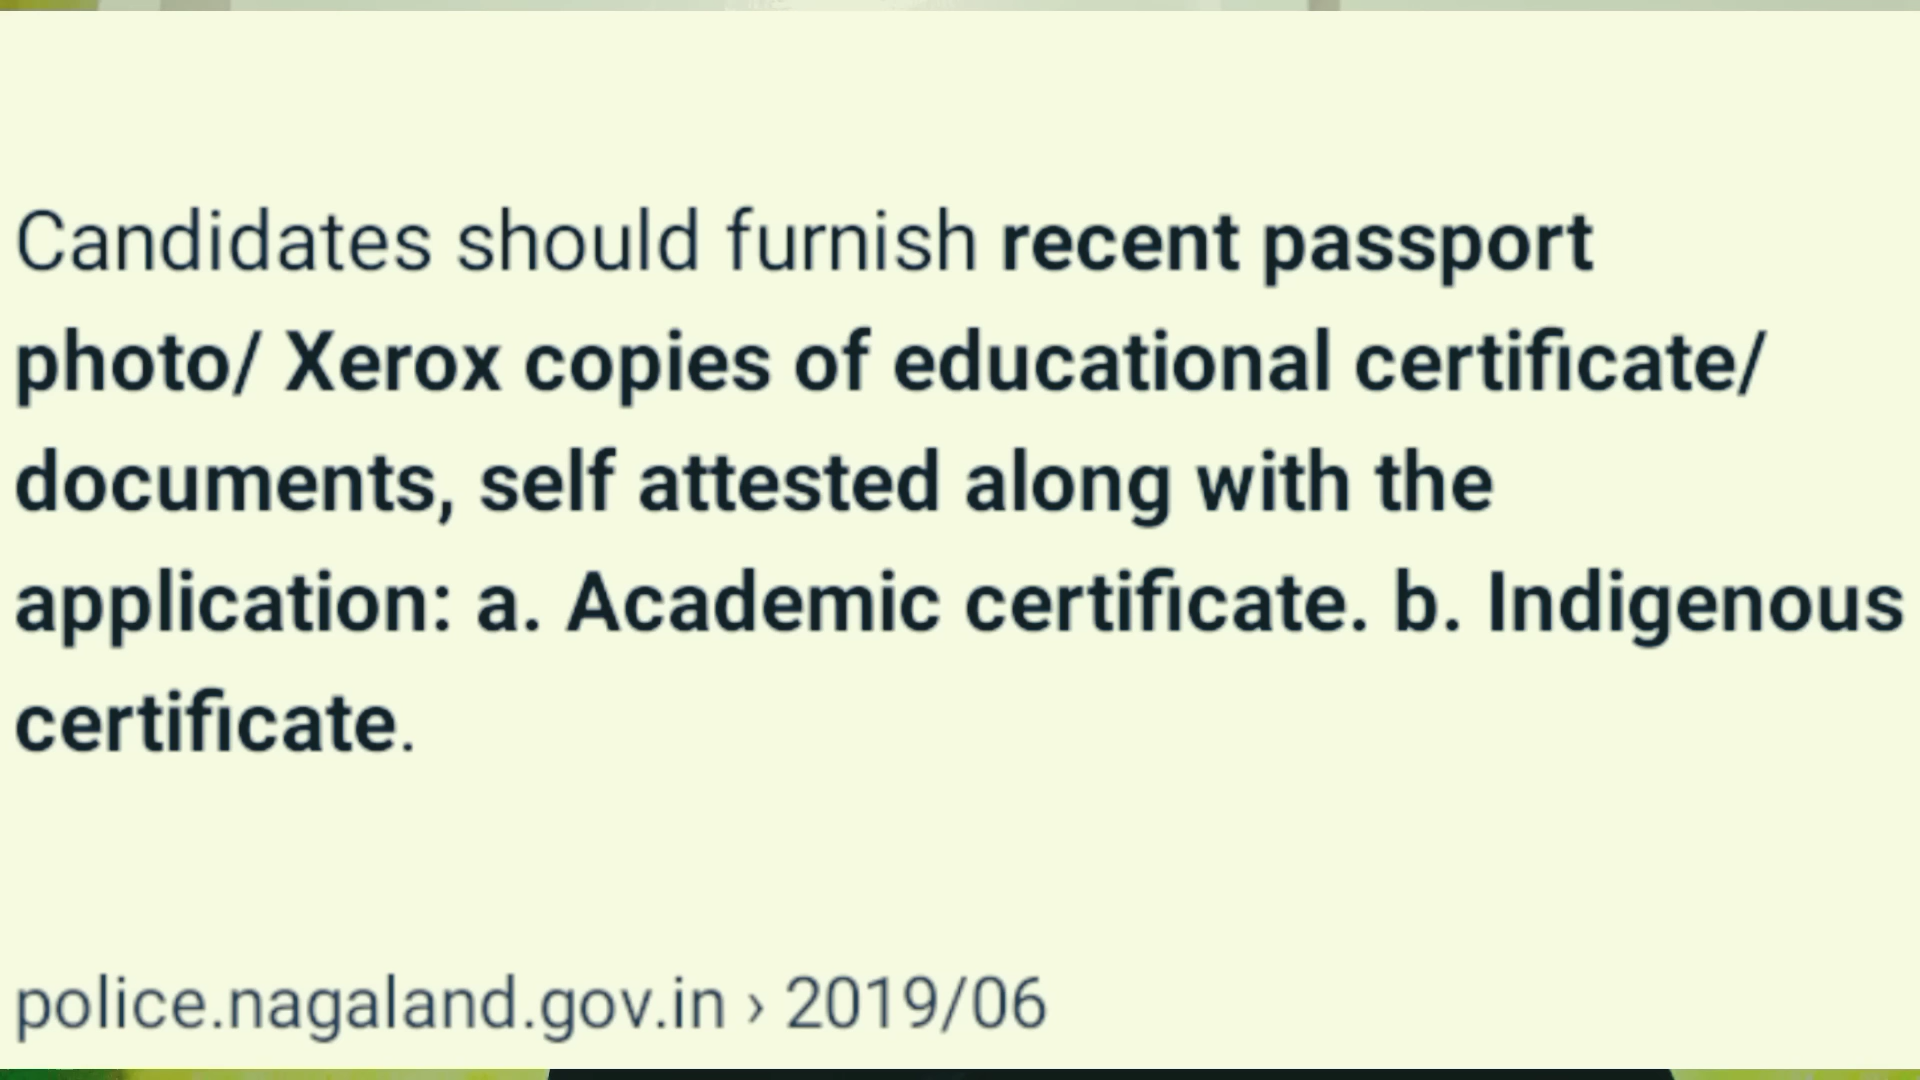 Candidates should furnish recent passport
photo/ Xerox copies of educational certificate/
documents, self attested along with the
application: a. Academic certificate. b. Indigenous
certificate.
police.nagaland.gov.in › 2019/06